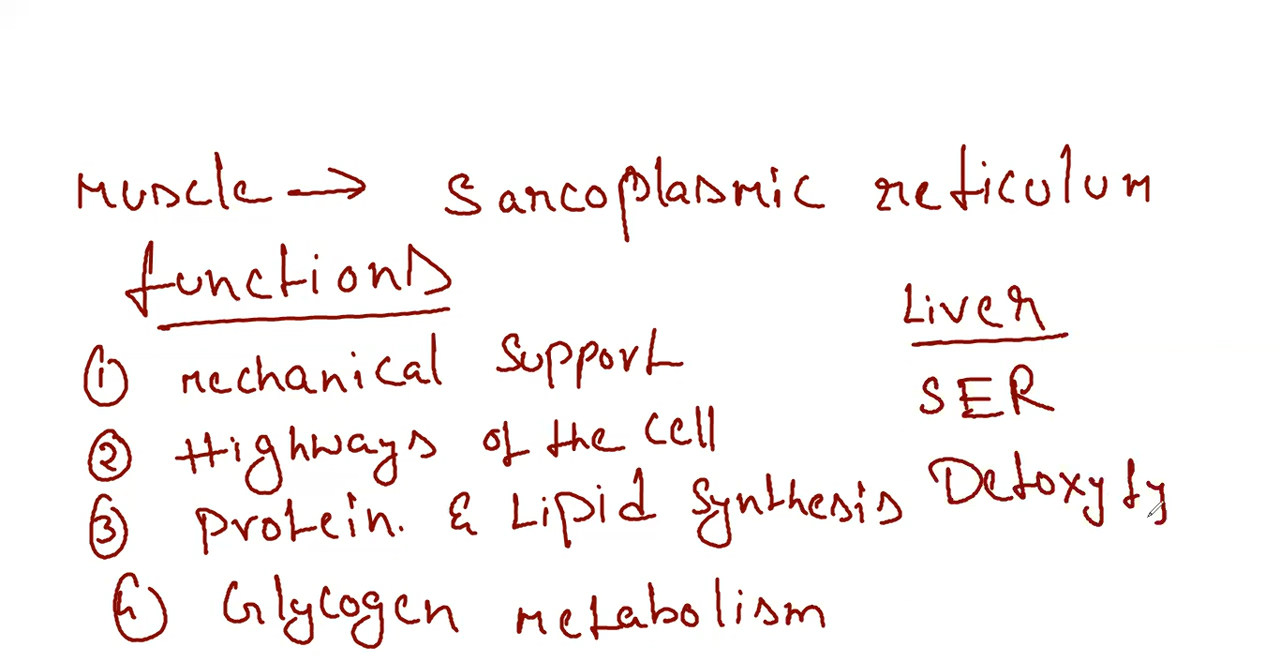 Muscle → Sarcoplasmic reticulum
functions
① Mechanical Support
② Highways of the cell
③ Protein. & Lipid synthesis
④ Glycogen metabolism
Liver
SER
Detoxyfy